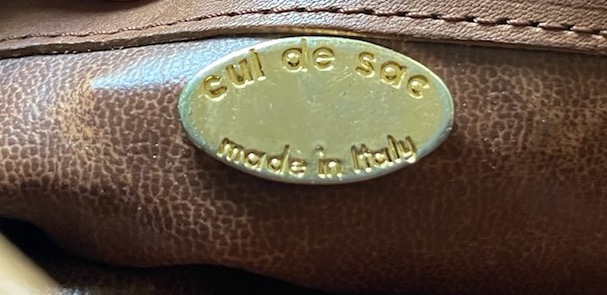 cul de sac
made in Italy